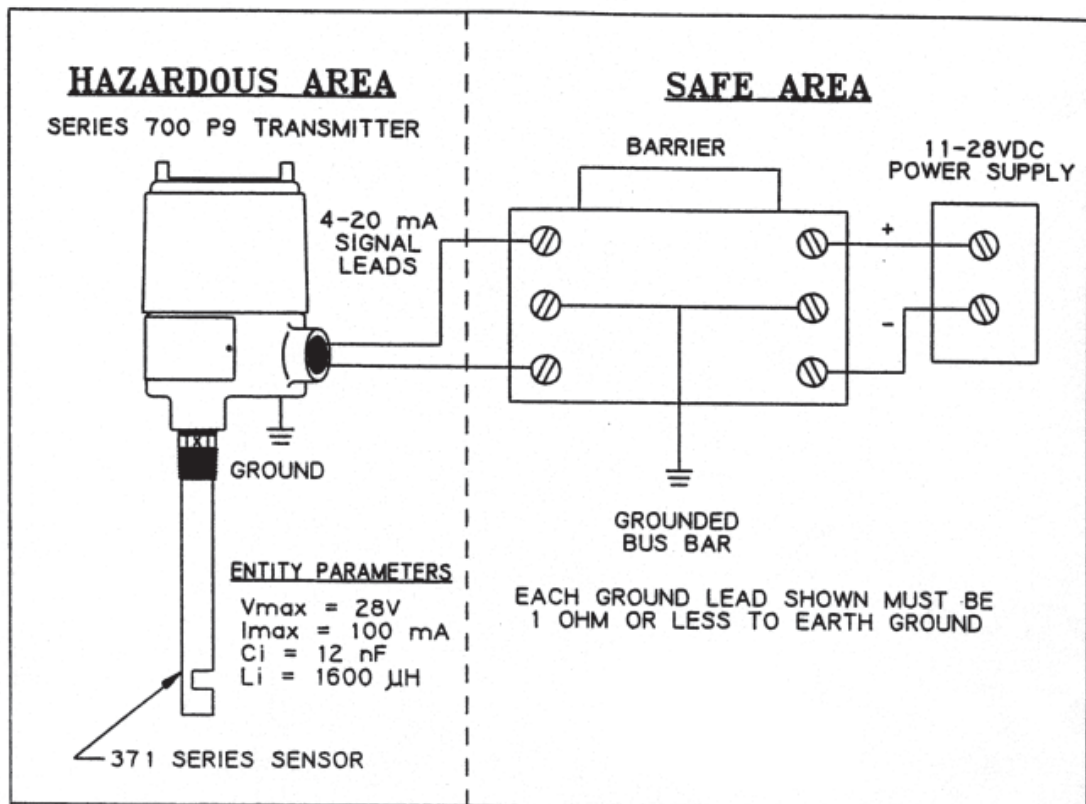 HAZARDOUS AREA
SERIES 700 P9 TRANSMITTER
4-20 mA
SIGNAL
LEADS
GROUND
ENTITY PARAMETERS
Vmax = 28V
Imax = 100 mA
Ci = 12 nF
Li = 1600 µH
371 SERIES SENSOR
SAFE AREA
BARRIER
11-28VDC
POWER SUPPLY
+
-
GROUNDED
BUS BAR
EACH GROUND LEAD SHOWN MUST BE
1 OHM OR LESS TO EARTH GROUND